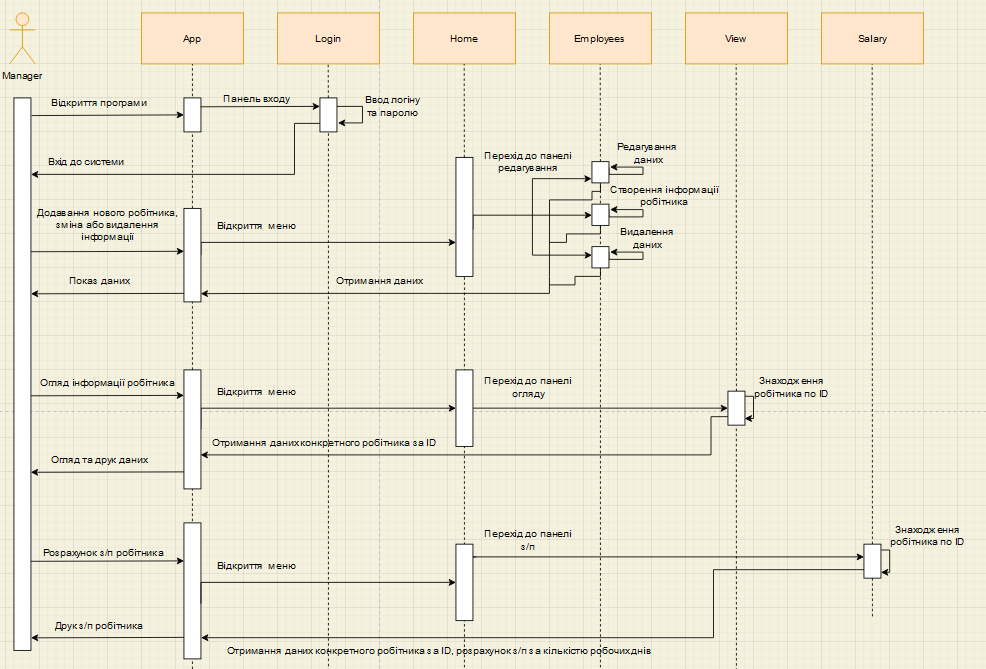 App
Login
Home
Employees
View
Salary
Manager
Відкриття програми
Панель входу
Ввод логіну
та паролю
Вхід до системи
Перехід до панелі
редагування
Редагування
даних
Створення інформації
робітника
Видалення
даних
Додавання нового робітника,
зміна або видалення
інформації
Відкриття меню
Показ даних
Отримання даних
Огляд інформації робітника
Відкриття меню
Перехід до панелі
огляду
Знаходження
робітника по ID
Отримання даних конкретного робітника за ID
Огляд та друк даних
Розрахунок з/п робітника
Відкриття меню
Перехід до панелі
з/п
Знаходження
робітника по ID
Друк з/п робітника
Отримання даних конкретного робітника за ID, розрахунок з/п за кількістю робочих днів